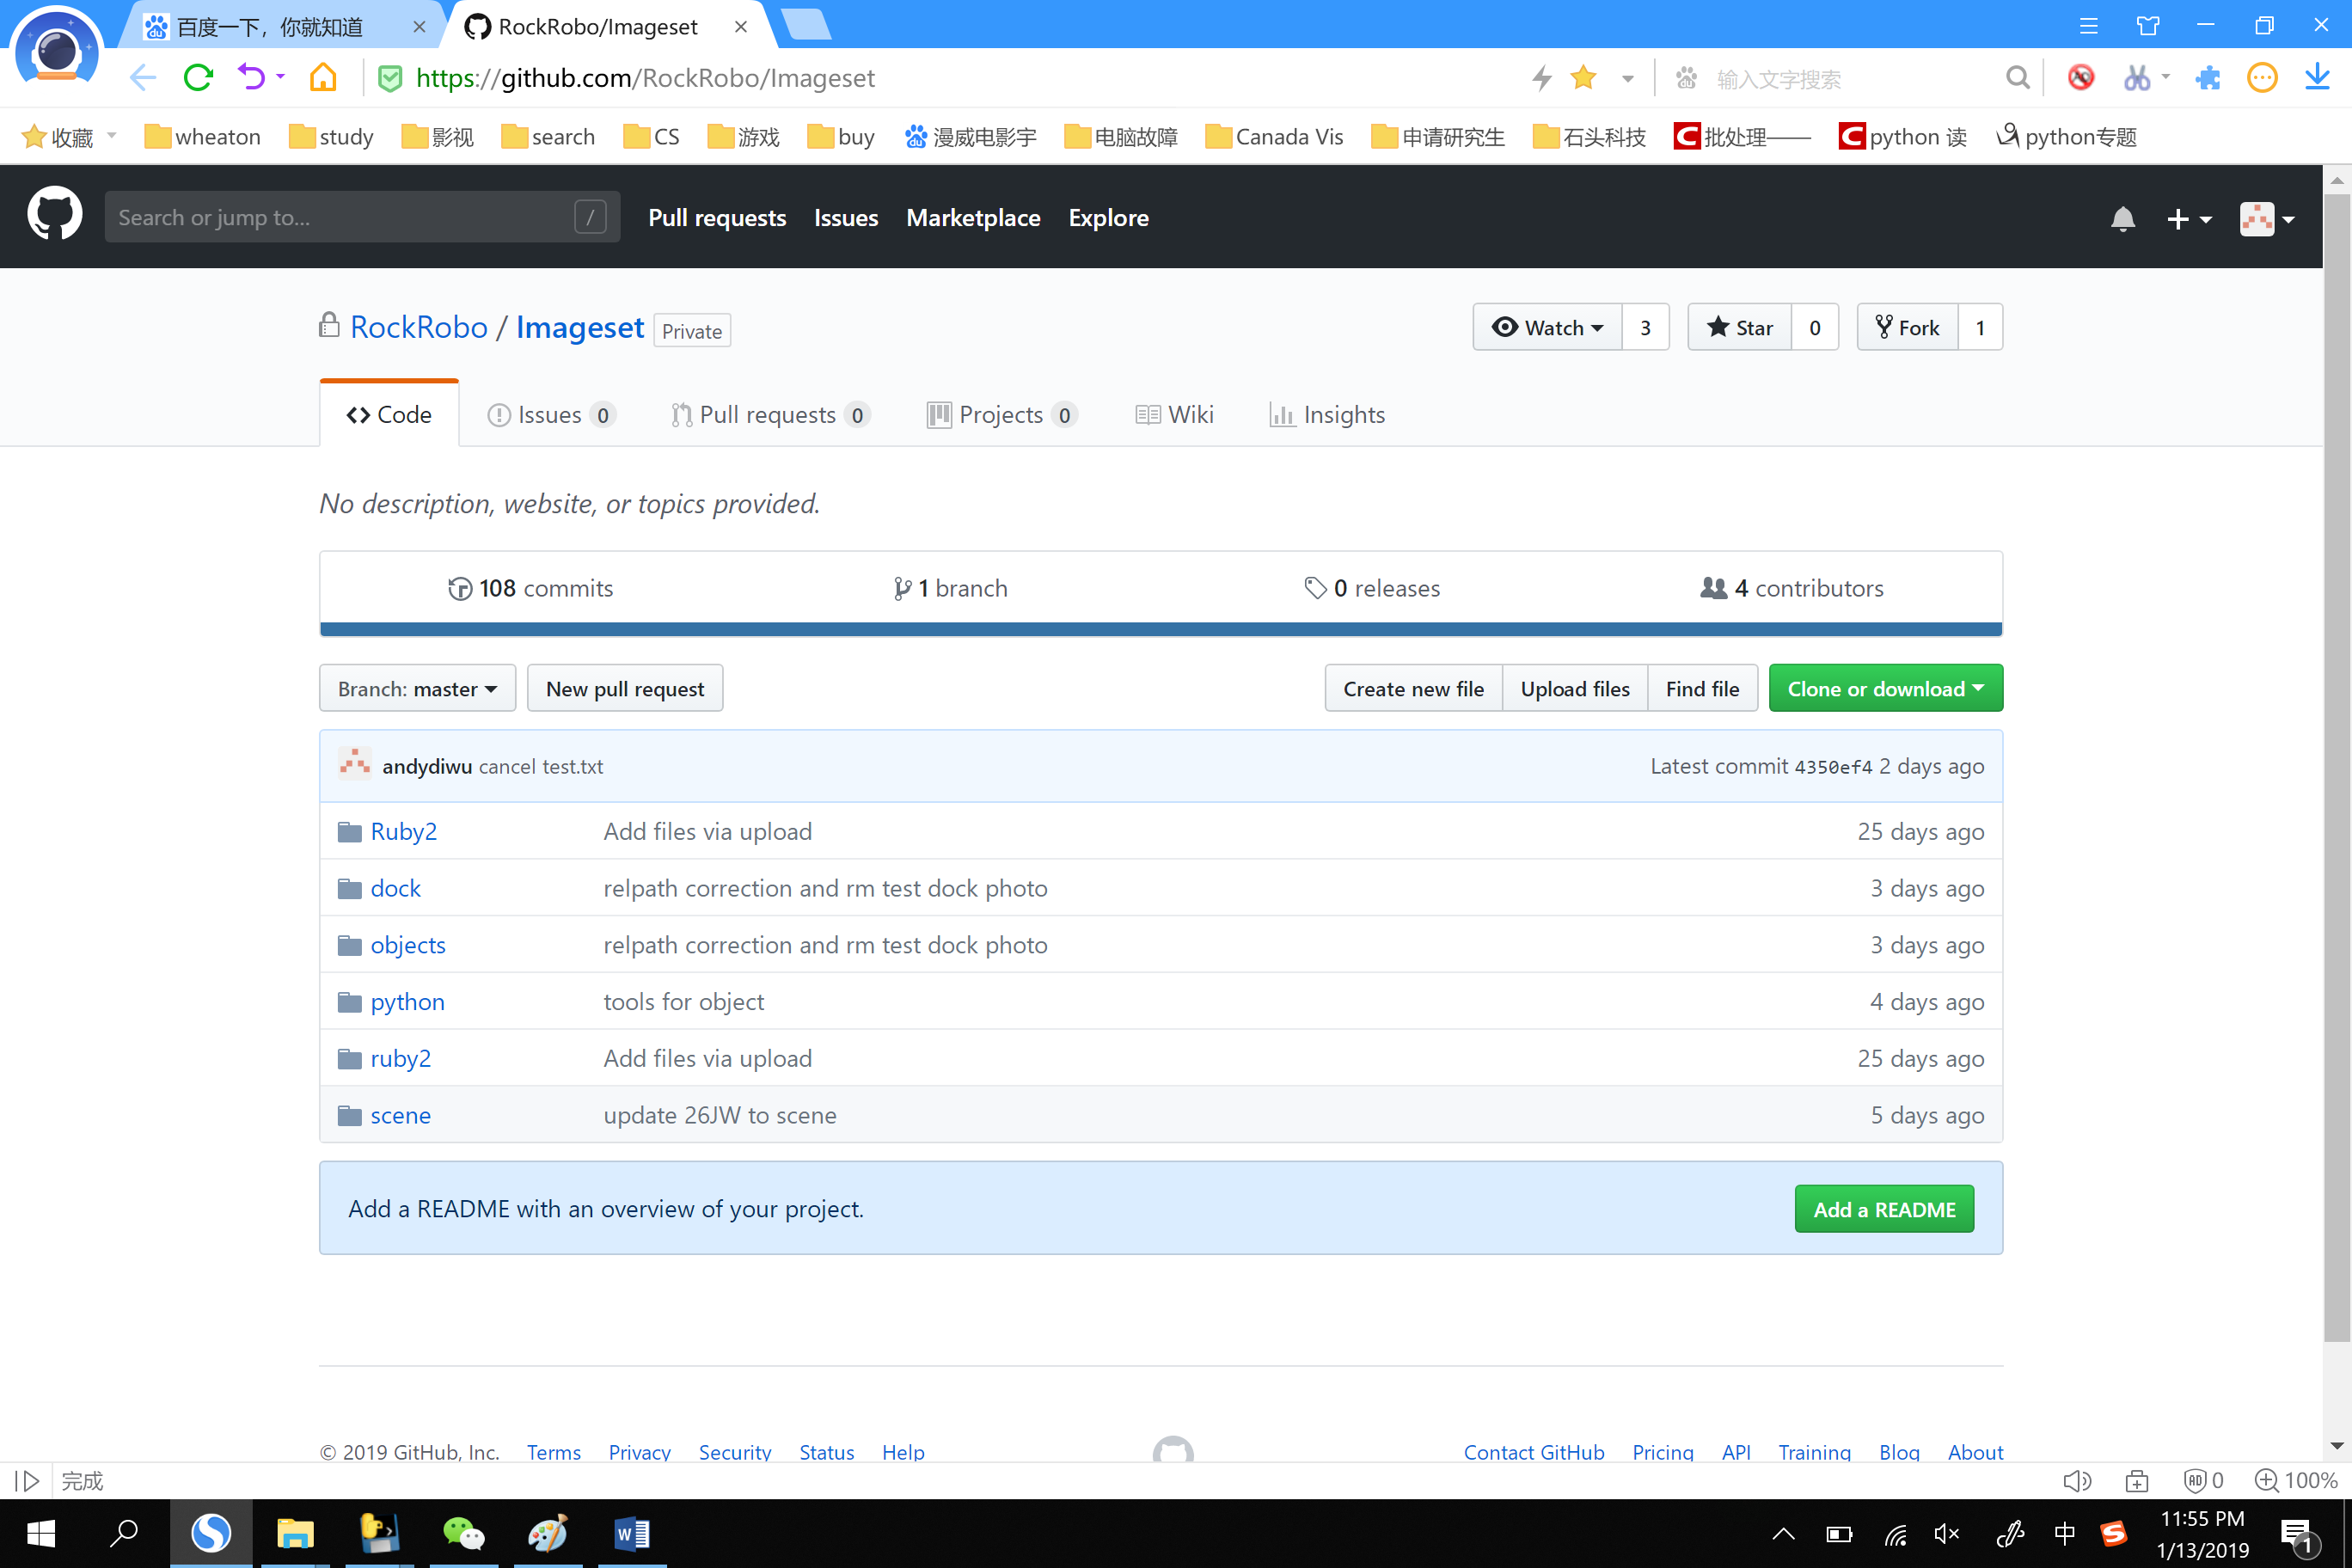 百度一下，你就知道
RockRobo/Imageset
https://github.com/RockRobo/Imageset
输入文字搜索
收藏 wheaton study 影视 search CS 游戏 buy 漫威电影宇 电脑故障 Canada Vis 申请研究生 石头科技 批处理—— python 读 python专题
Search or jump to... / Pull requests Issues Marketplace Explore
RockRobo / Imageset Private
Watch 3 Star 0 Fork 1
Code Issues 0 Pull requests 0 Projects 0 Wiki Insights
No description, website, or topics provided.
108 commits 1 branch 0 releases 4 contributors
Branch: master New pull request Create new file Upload files Find file Clone or download
andydiwu cancel test.txt Latest commit 4350ef4 2 days ago
Ruby2 Add files via upload 25 days ago
dock relpath correction and rm test dock photo 3 days ago
objects relpath correction and rm test dock photo 3 days ago
python tools for object 4 days ago
ruby2 Add files via upload 25 days ago
scene update 26JW to scene 5 days ago
Add a README with an overview of your project. Add a README
© 2019 GitHub, Inc. Terms Privacy Security Status Help Contact GitHub Pricing API Training Blog About
完成 AD 0 100%
中 11:55 PM
1/13/2019 1